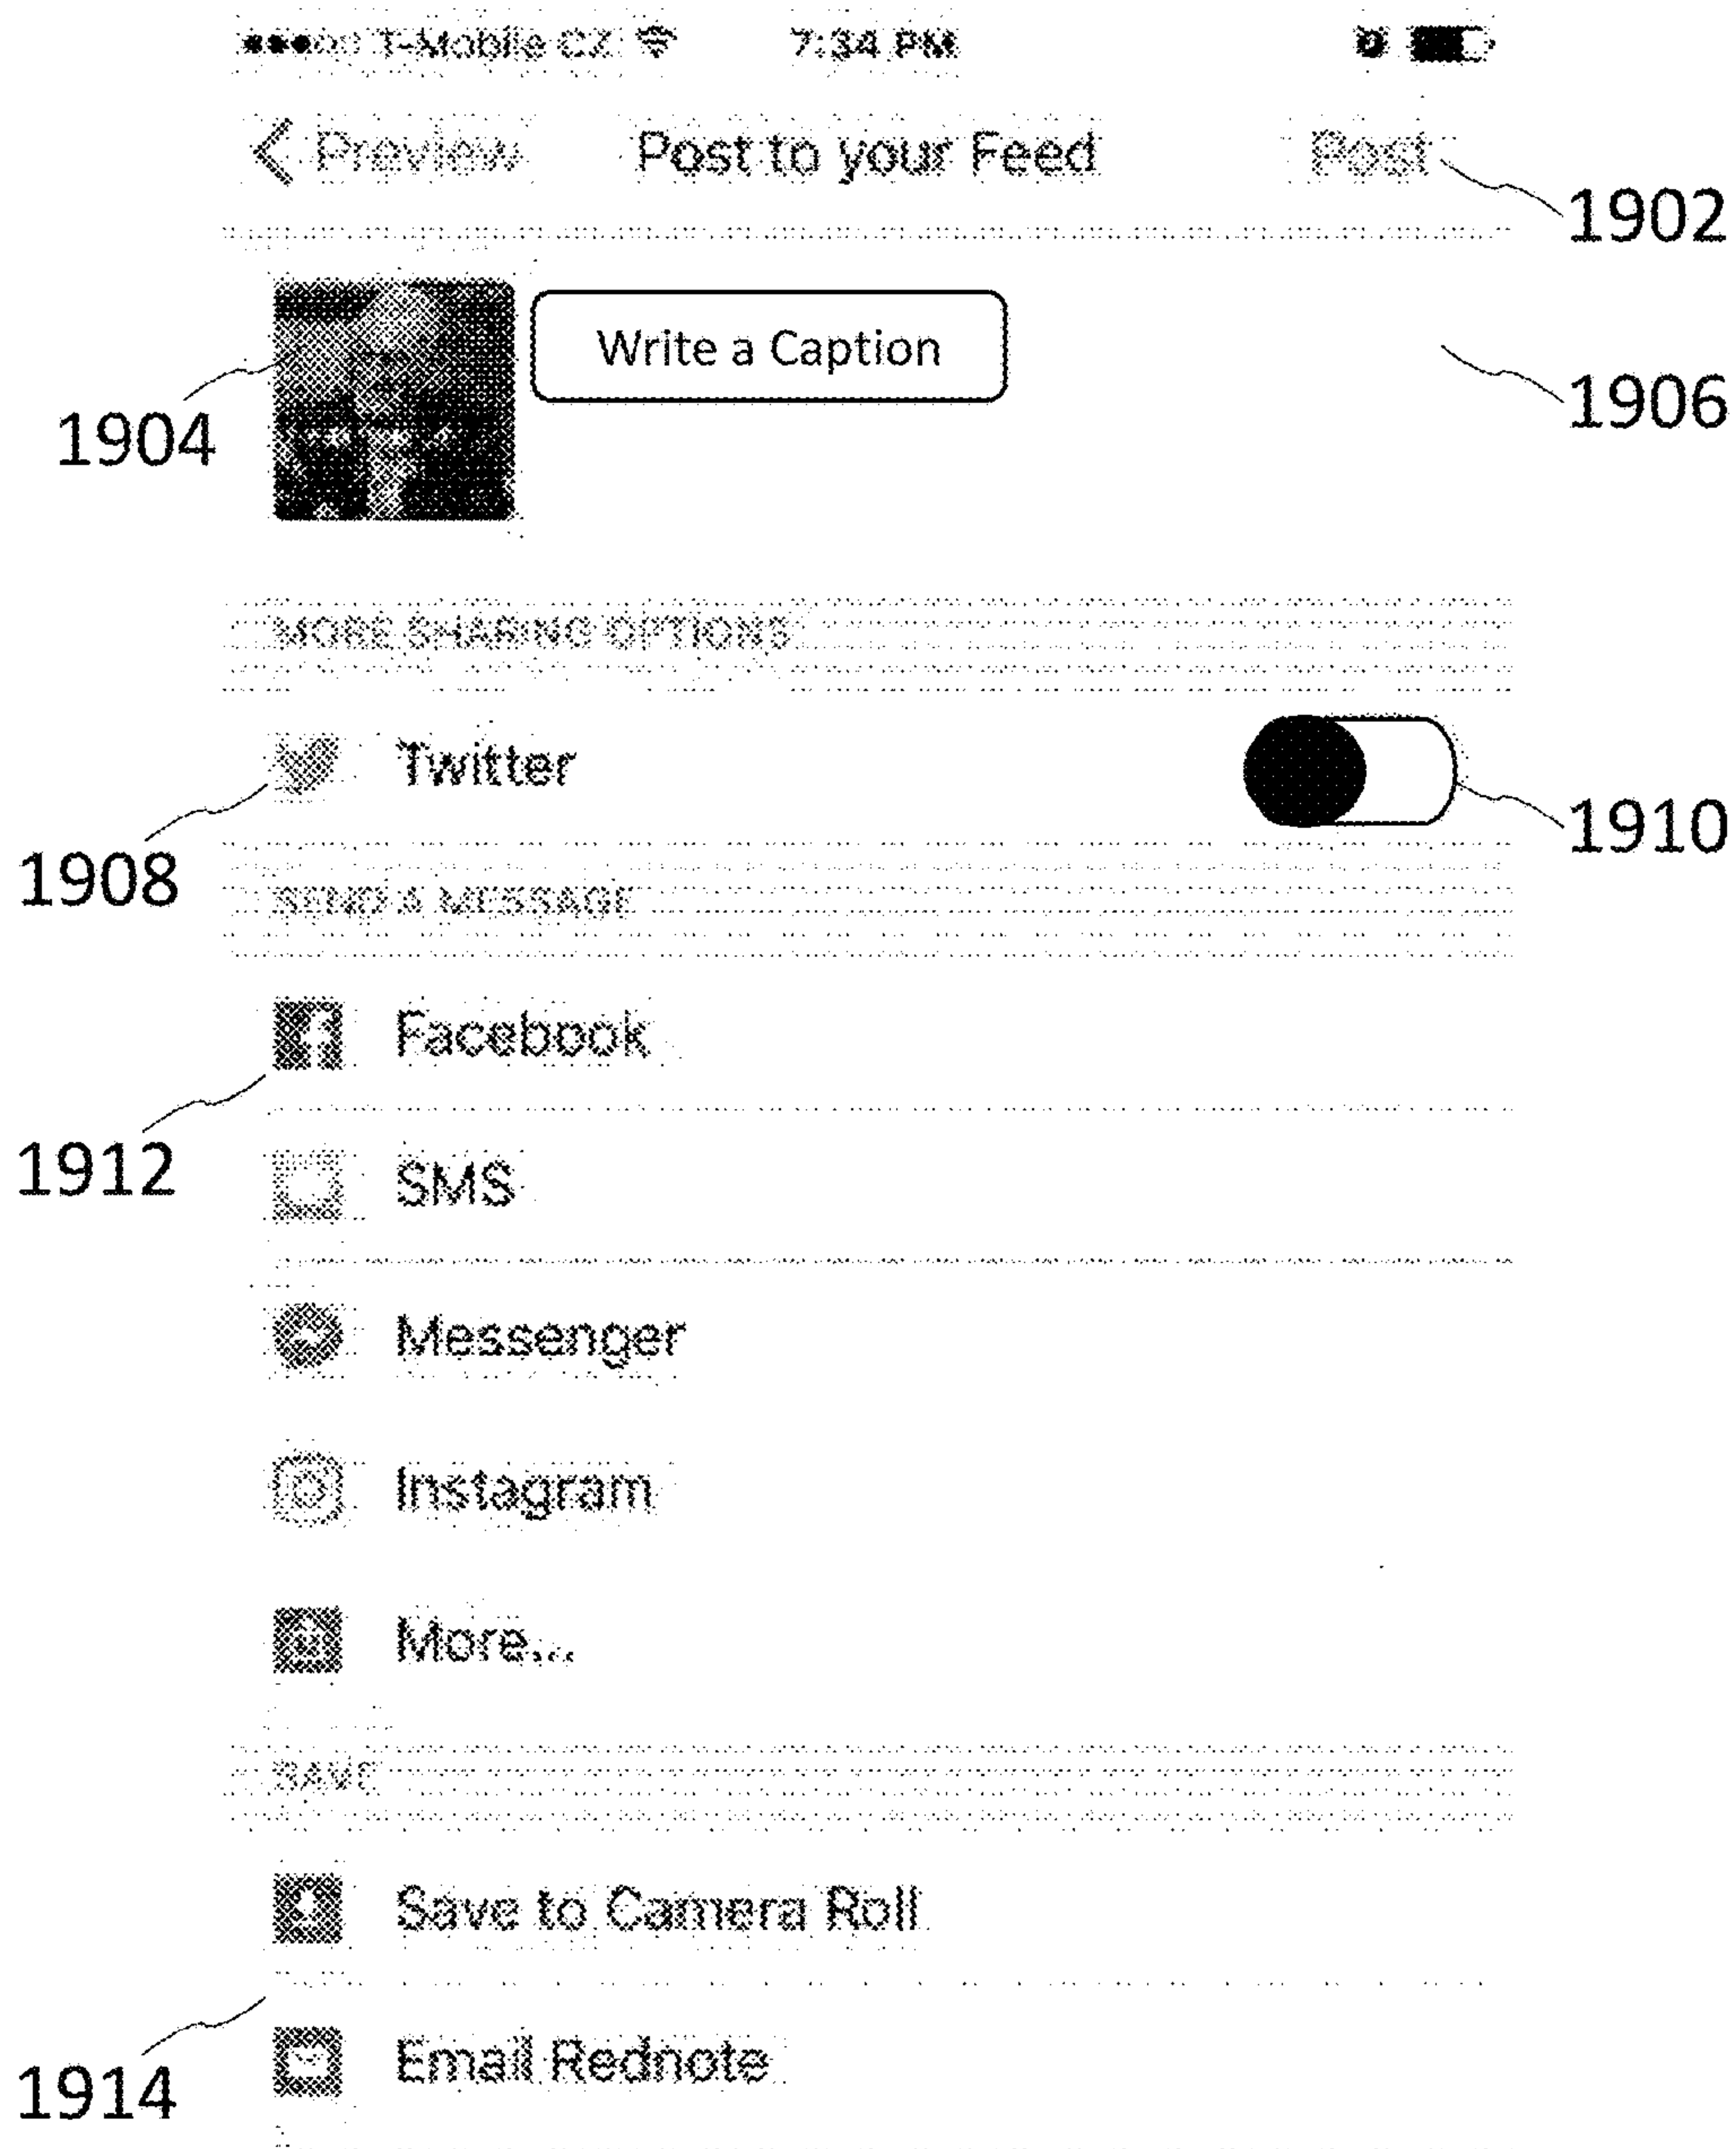 T-Mobile CZ 7:34 PM
Preview Post to your Feed Post
1902
Write a Caption
1904
1906
MORE SHARING OPTIONS
Twitter
1908
1910
SEND A MESSAGE
Facebook
1912
SMS
Messenger
Instagram
More...
SAVE
Save to Camera Roll
1914
Email Rednote